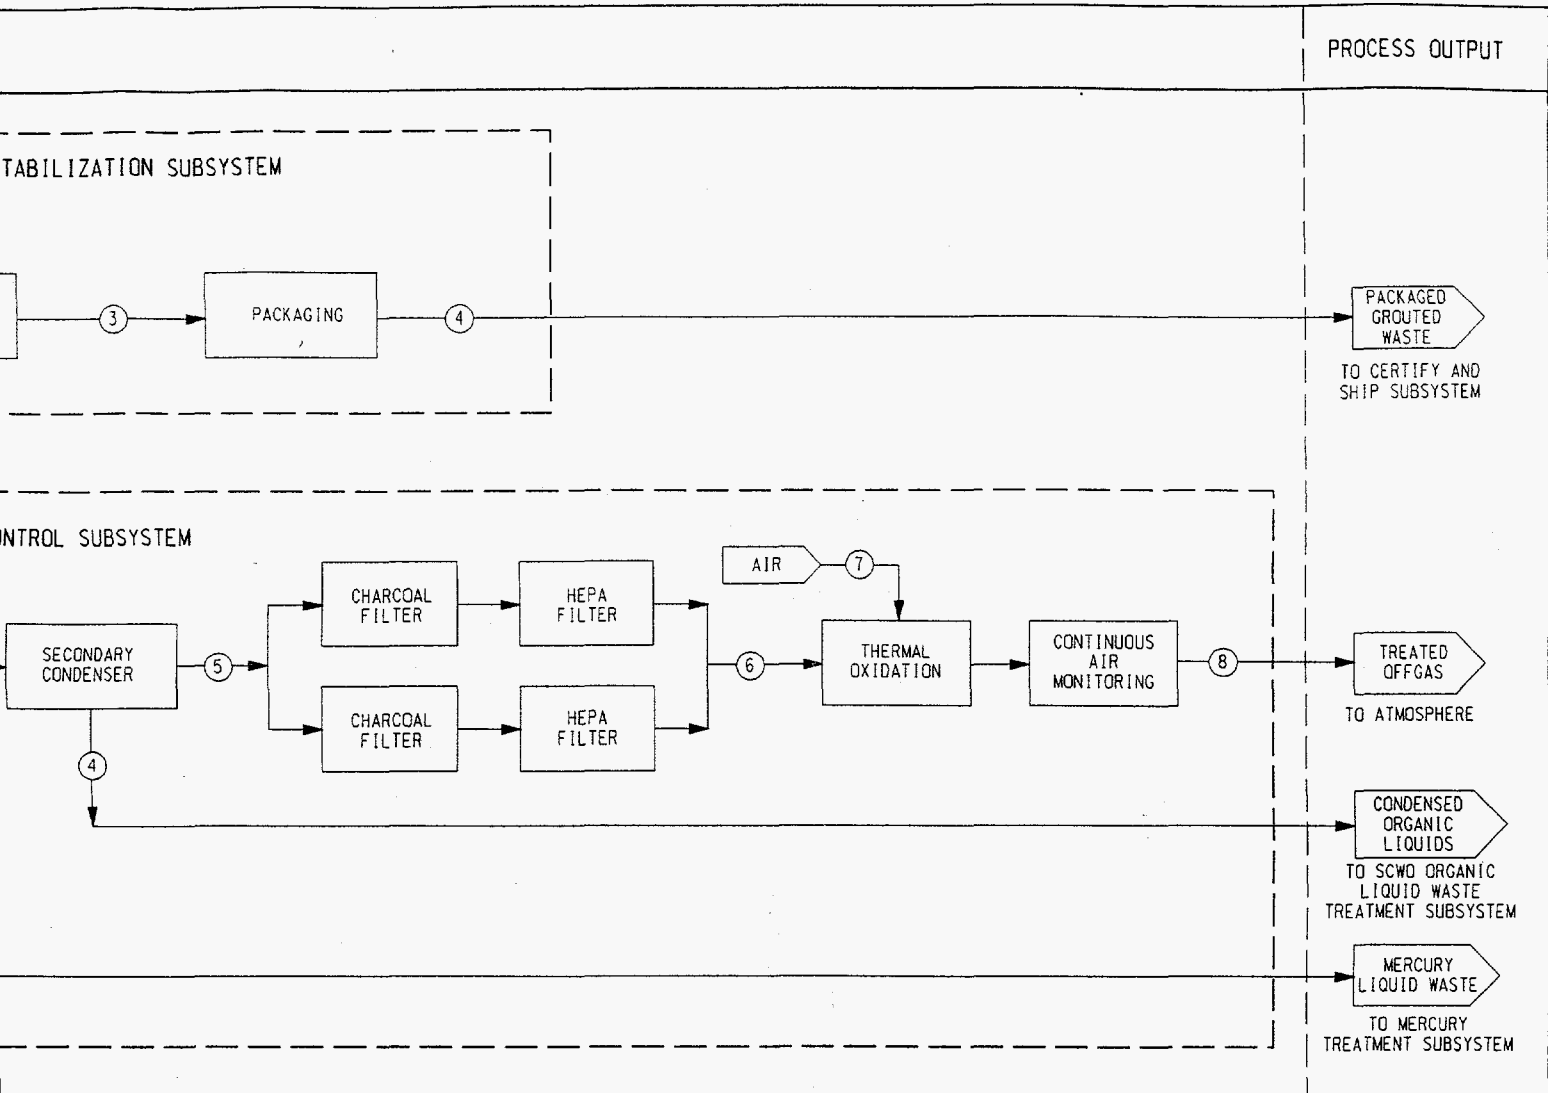 PROCESS OUTPUT
TABILIZATION SUBSYSTEM
3
PACKAGING
4
PACKAGED
GROUTED
WASTE
TO CERTIFY AND
SHIP SUBSYSTEM
NTROL SUBSYSTEM
AIR
7
CHARCOAL
FILTER
HEPA
FILTER
SECONDARY
CONDENSER
5
6
THERMAL
OXIDATION
CONTINUOUS
AIR
MONITORING
8
TREATED
OFFGAS
TO ATMOSPHERE
CHARCOAL
FILTER
HEPA
FILTER
4
CONDENSED
ORGANIC
LIQUIDS
TO SCWO ORGANIC
LIQUID WASTE
TREATMENT SUBSYSTEM
MERCURY
LIQUID WASTE
TO MERCURY
TREATMENT SUBSYSTEM